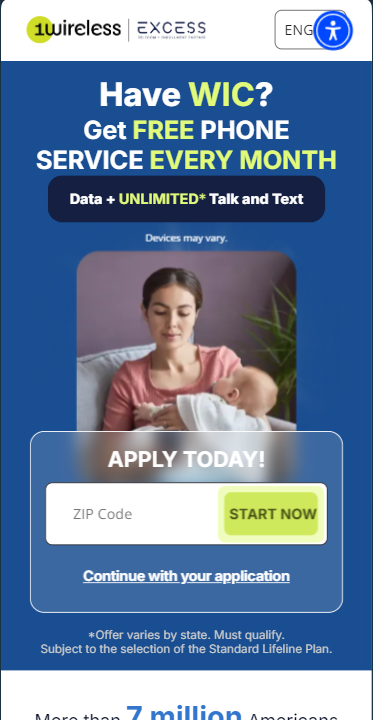 1wireless | EXCESS
ENG
Have WIC?
Get FREE PHONE
SERVICE EVERY MONTH
Data + UNLIMITED* Talk and Text
Devices may vary.
APPLY TODAY!
ZIP Code
START NOW
Continue with your application
*Offer varies by state. Must qualify.
Subject to the selection of the Standard Lifeline Plan.
More than 7 million Americans